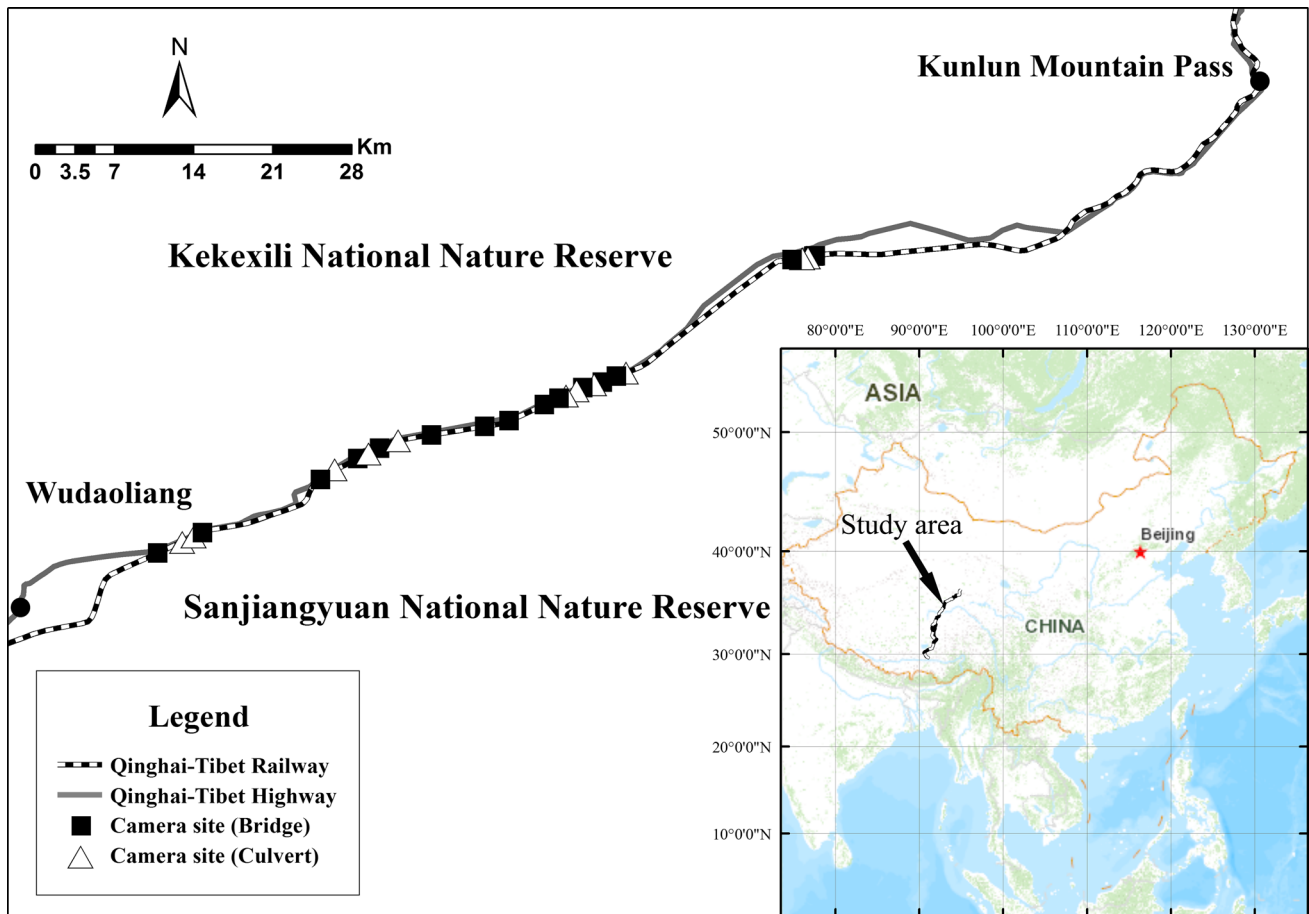 N
Km
0 3.5 7 14 21 28
Kunlun Mountain Pass
Kekexili National Nature Reserve
Wudaoliang
Sanjiangyuan National Nature Reserve
Legend
Qinghai-Tibet Railway
Qinghai-Tibet Highway
Camera site (Bridge)
Camera site (Culvert)
80°0'0"E 90°0'0"E 100°0'0"E 110°0'0"E 120°0'0"E 130°0'0"E
ASIA
50°0'0"N
Study area
Beijing
40°0'0"N
CHINA
30°0'0"N
20°0'0"N
10°0'0"N